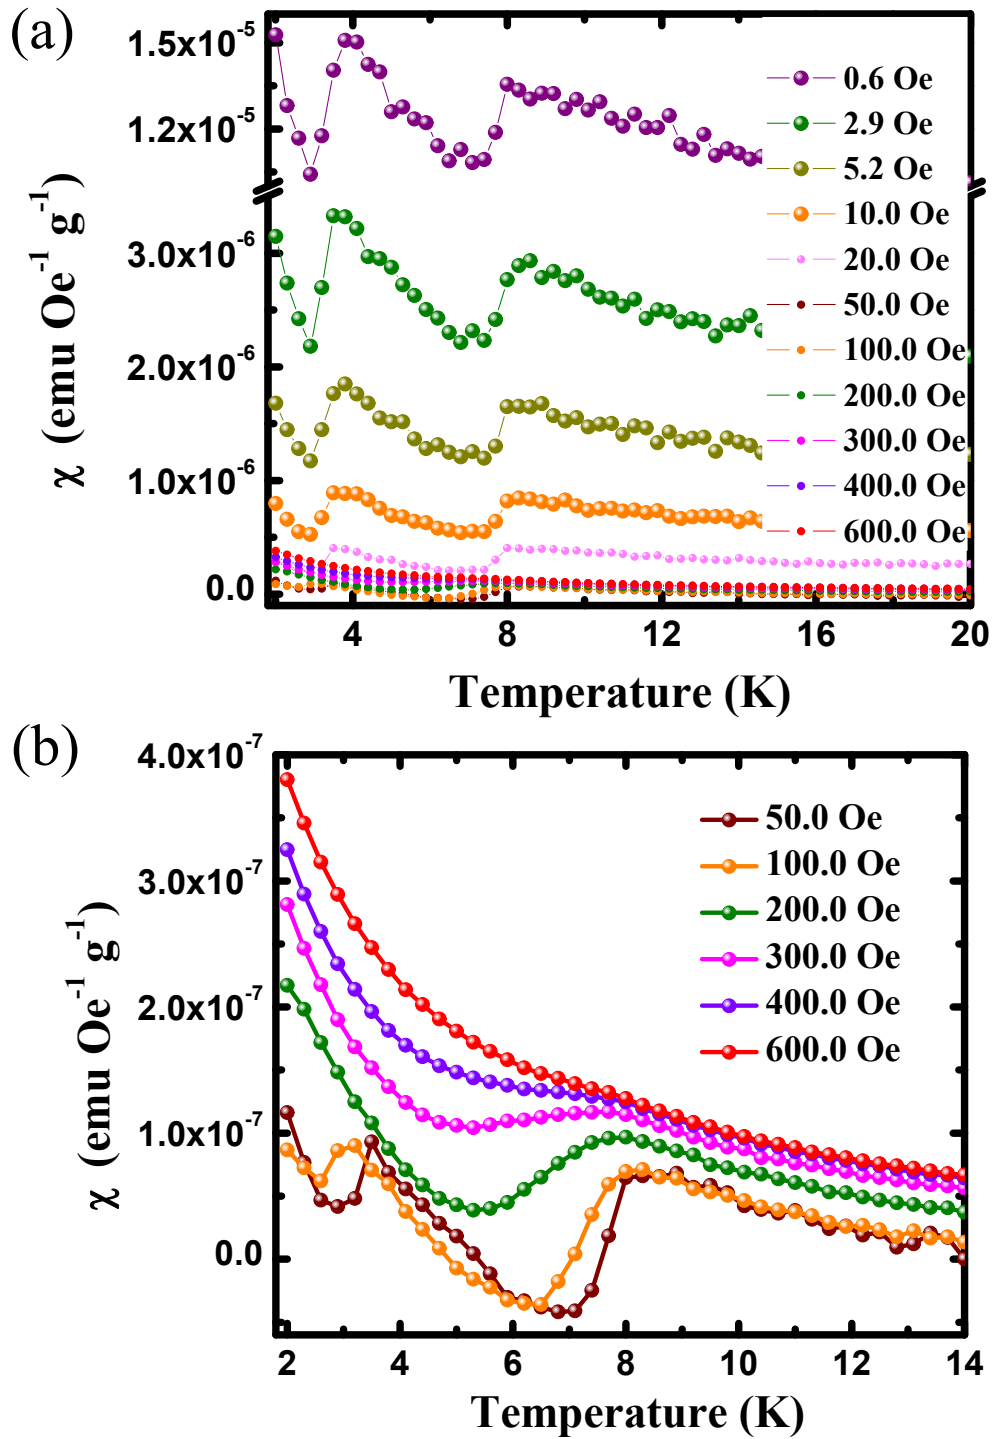 (a)
1.5x10⁻⁵
1.2x10⁻⁵
3.0x10⁻⁶
2.0x10⁻⁶
1.0x10⁻⁶
0.0
χ (emu Oe⁻¹ g⁻¹)
0.6 Oe
2.9 Oe
5.2 Oe
10.0 Oe
20.0 Oe
50.0 Oe
100.0 Oe
200.0 Oe
300.0 Oe
400.0 Oe
600.0 Oe
4 8 12 16 20
Temperature (K)
(b)
4.0x10⁻⁷
3.0x10⁻⁷
2.0x10⁻⁷
1.0x10⁻⁷
0.0
χ (emu Oe⁻¹ g⁻¹)
50.0 Oe
100.0 Oe
200.0 Oe
300.0 Oe
400.0 Oe
600.0 Oe
2 4 6 8 10 12 14
Temperature (K)